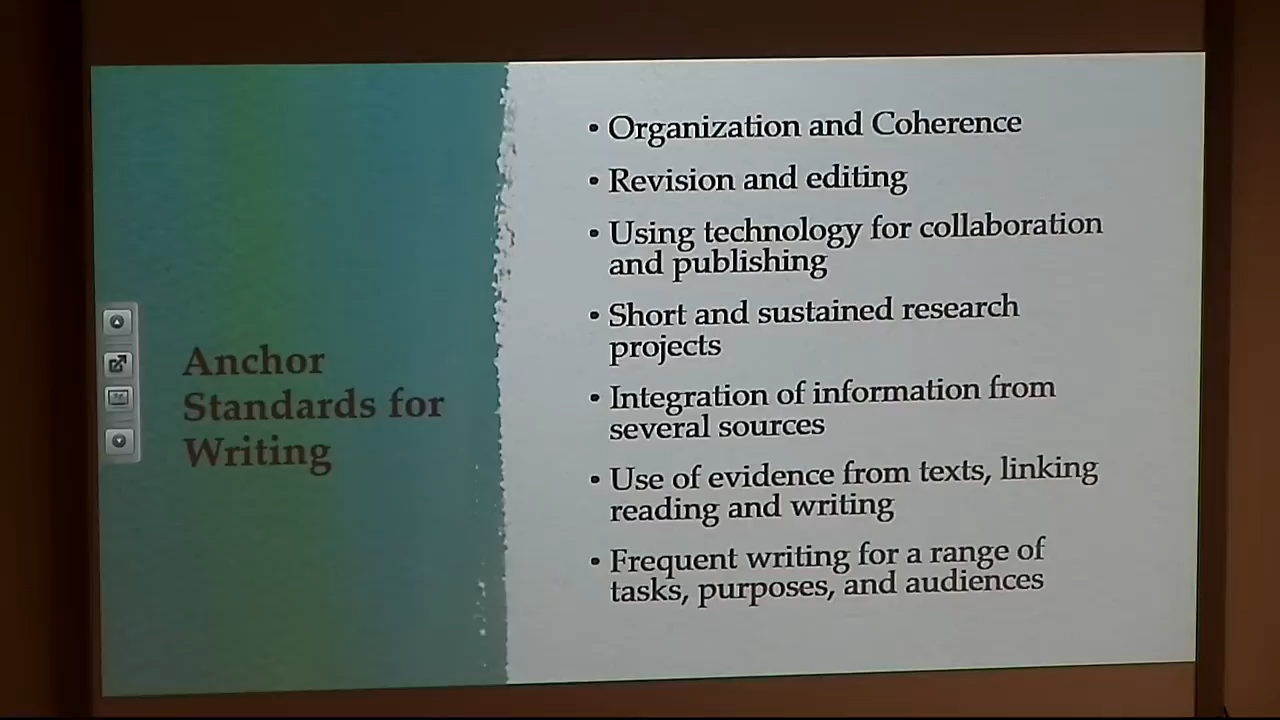 Anchor
Standards for
Writing
• Organization and Coherence
• Revision and editing
• Using technology for collaboration
and publishing
• Short and sustained research
projects
• Integration of information from
several sources
• Use of evidence from texts, linking
reading and writing
• Frequent writing for a range of
tasks, purposes, and audiences